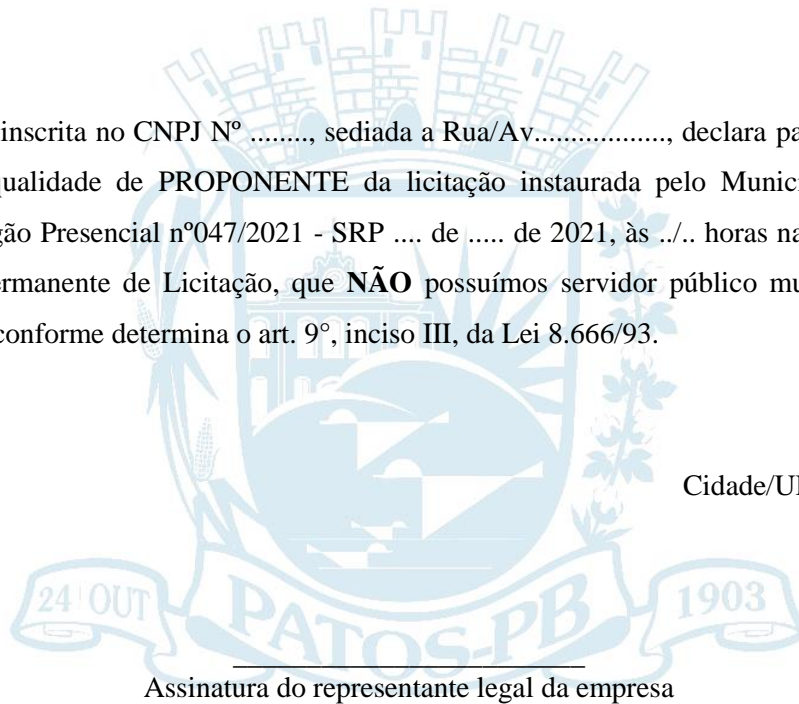 inscrita no CNPJ Nº ........, sediada a Rua/Av..................., declara pa
qualidade de PROPONENTE da licitação instaurada pelo Munici
gão Presencial nº047/2021 - SRP .... de ..... de 2021, às ../.. horas na
ermanente de Licitação, que NÃO possuímos servidor público mu
conforme determina o art. 9°, inciso III, da Lei 8.666/93.
Cidade/U
24 OUT
PATOS-PB
1903
Assinatura do representante legal da empresa